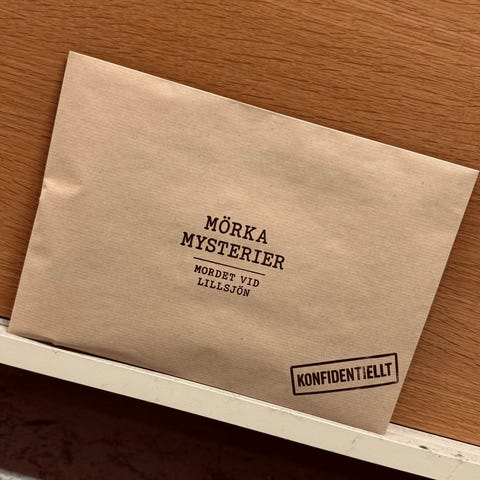 MÖRKA
MYSTERIER
MORDET VID
LILLSJÖN
KONFIDENTIELLT